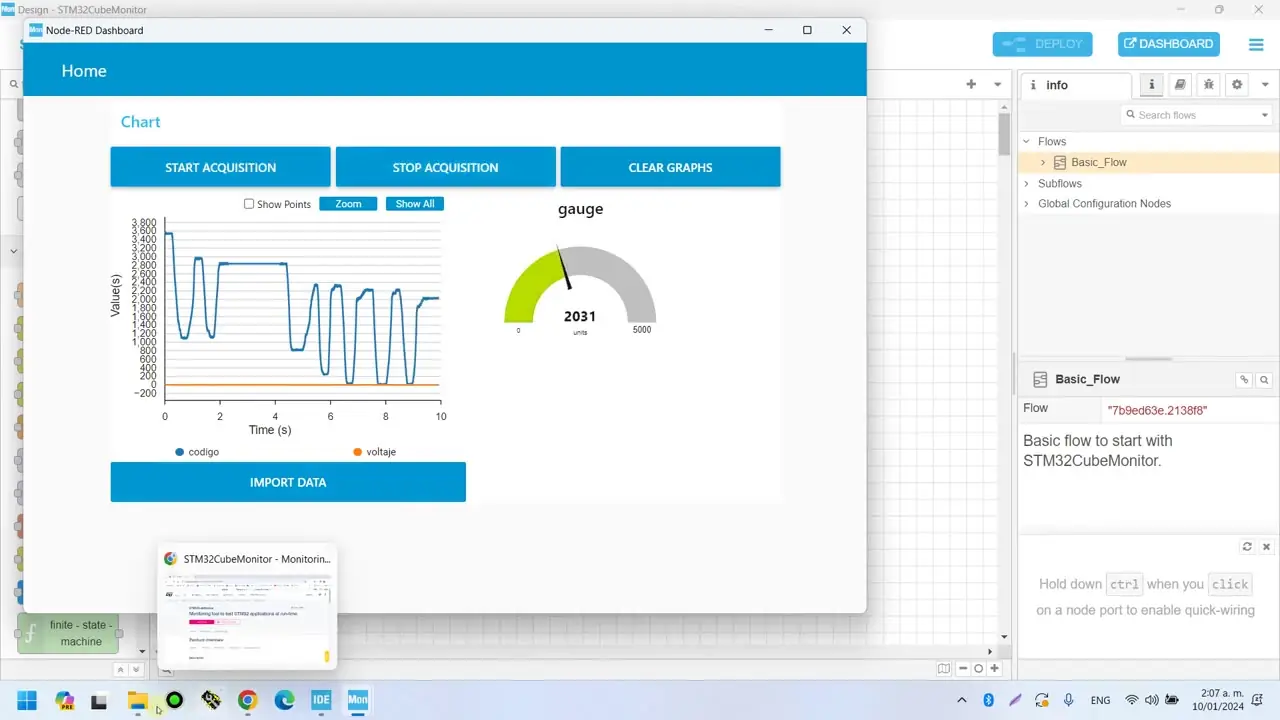 Mon Design - STM32CubeMonitor
Mon Node-RED Dashboard
DEPLOY
DASHBOARD
Home
i info
i
Search flows
Chart
Flows
Basic_Flow
START ACQUISITION
STOP ACQUISITION
CLEAR GRAPHS
Subflows
Global Configuration Nodes
Show Points
Zoom
Show All
gauge
3,800
3,600
3,400
3,200
3,000
2,800
2,600
2,400
2,200
2,000
1,800
1,600
1,400
1,200
1,000
800
600
400
200
0
−200
Value(s)
0
2
4
6
8
10
Time (s)
codigo
voltaje
2031
units
0
5000
IMPORT DATA
Basic_Flow
Flow
"7b9ed63e.2138f8"
Basic flow to start with
STM32CubeMonitor.
Hold down ctrl when you click
on a node port to enable quick-wiring
STM32CubeMonitor - Monitorin...
finite - state -
machine
IDE
Mon
ENG
2:07 a. m.
10/01/2024